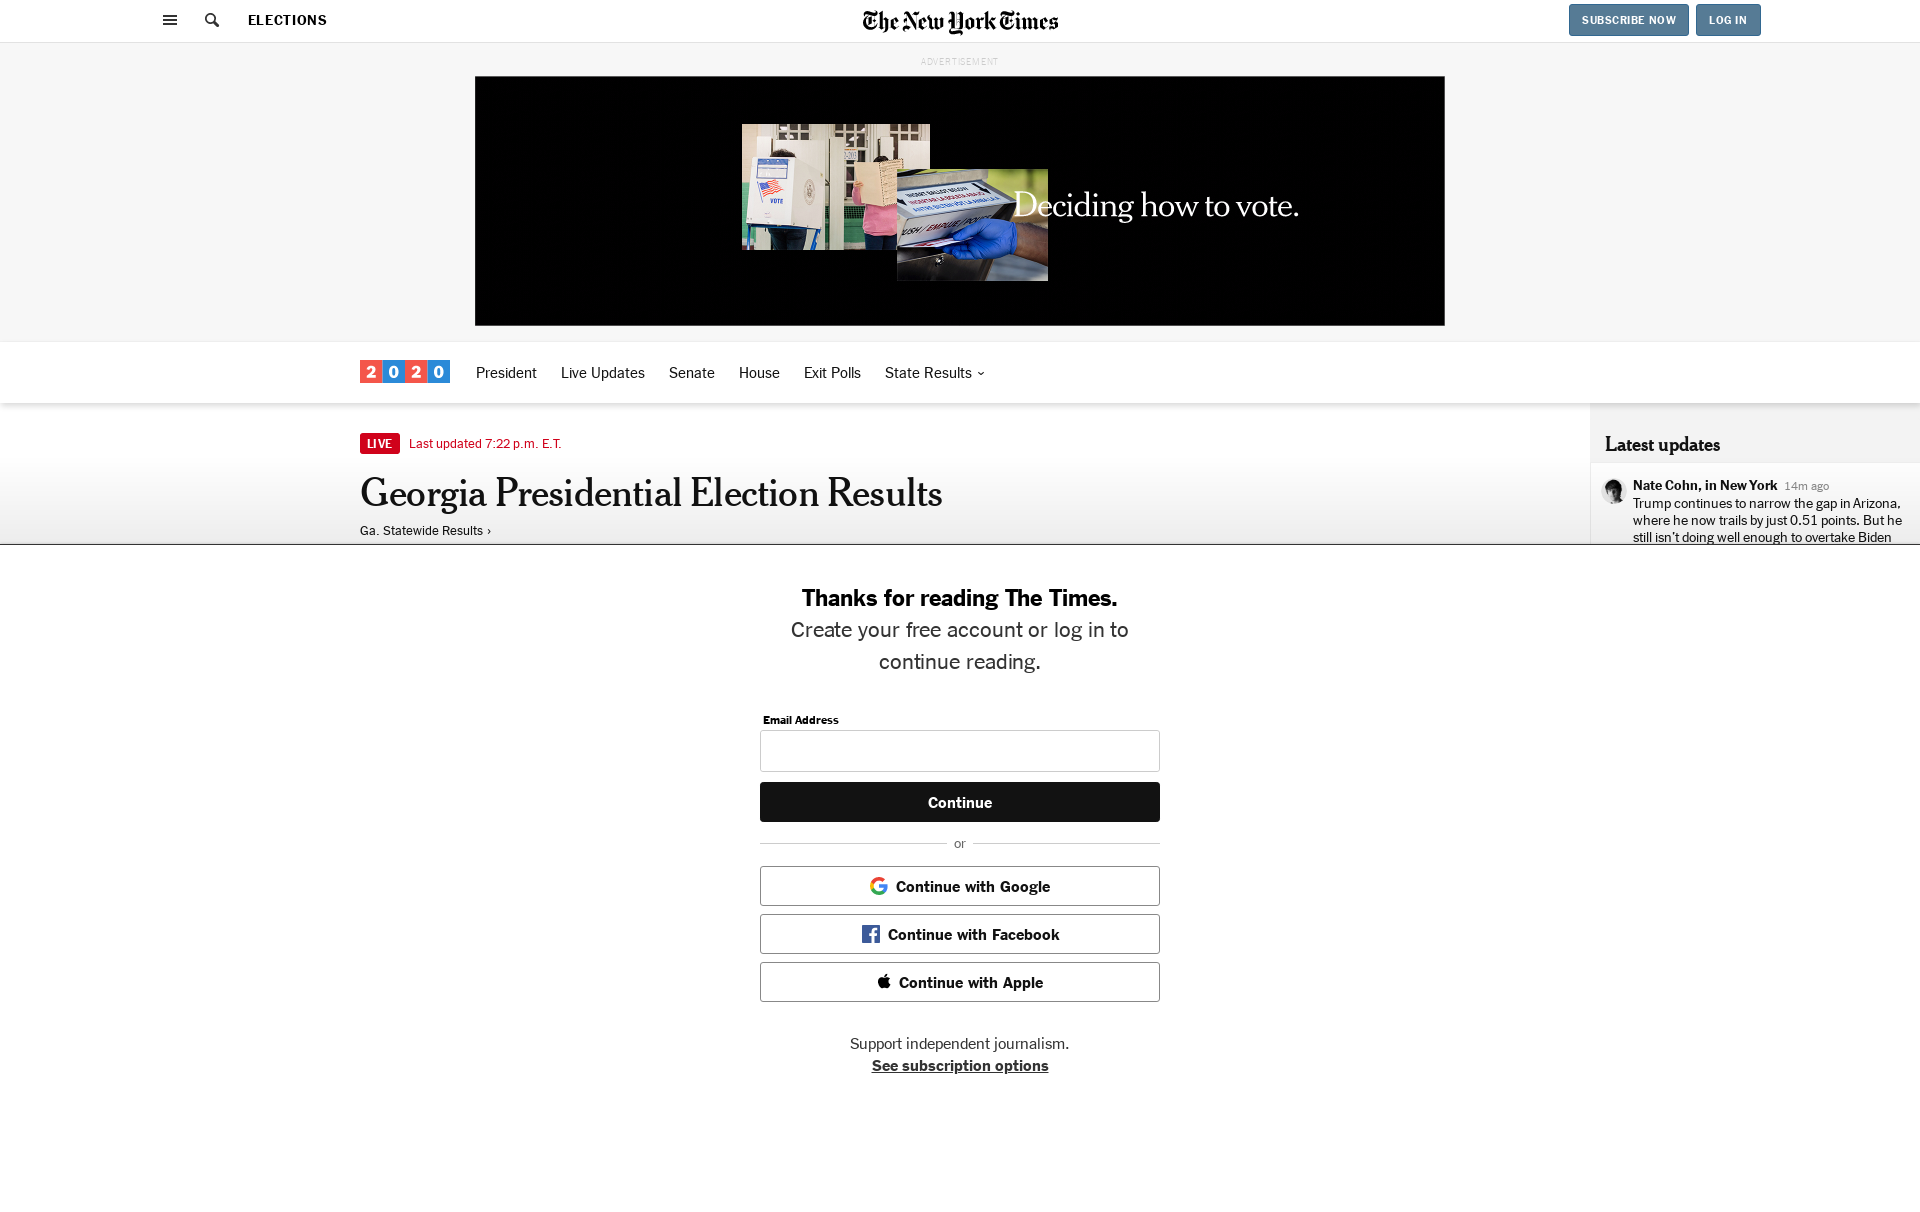 ELECTIONS
The New York Times
SUBSCRIBE NOW
LOG IN
ADVERTISEMENT
VOTE
Deciding how to vote.
2020
President
Live Updates
Senate
House
Exit Polls
State Results
LIVE
Last updated 7:22 p.m. E.T.
Georgia Presidential Election Results
Ga. Statewide Results ›
Latest updates
Nate Cohn, in New York 14m ago
Trump continues to narrow the gap in Arizona,
where he now trails by just 0.51 points. But he
still isn't doing well enough to overtake Biden
Thanks for reading The Times.
Create your free account or log in to
continue reading.
Email Address
Continue
or
Continue with Google
Continue with Facebook
Continue with Apple
Support independent journalism.
See subscription options